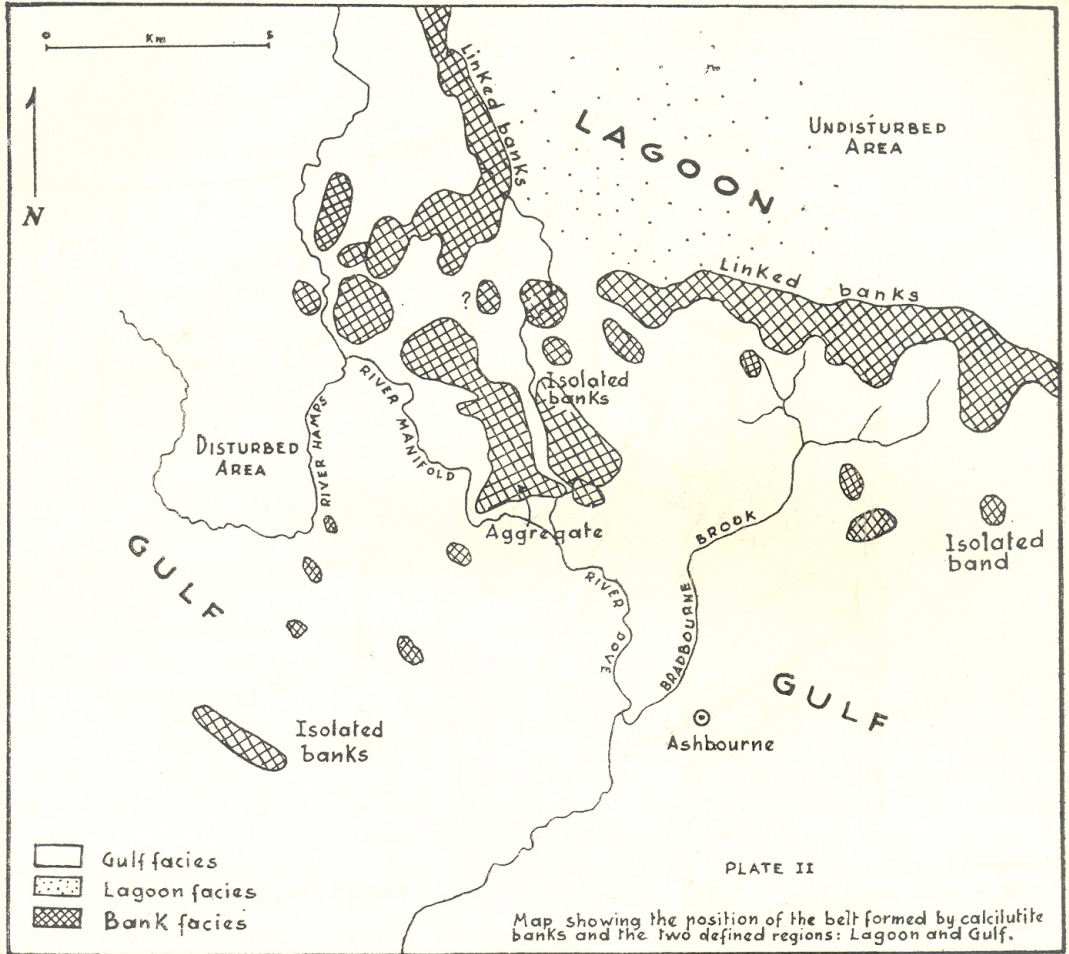 Km
5
N
Linked banks
LAGOON
UNDISTURBED
AREA
Linked banks
?
Isolated
banks
RIVER MANIFOLD
RIVER HAMPS
DISTURBED
AREA
Aggregate
BROOK
BRADBOURNE
Isolated
band
GULF
RIVER
DOVE
GULF
Isolated
banks
Ashbourne
Gulf facies
Lagoon facies
Bank facies
PLATE II
Map showing the position of the belt formed by calcilutite
banks and the two defined regions: Lagoon and Gulf.